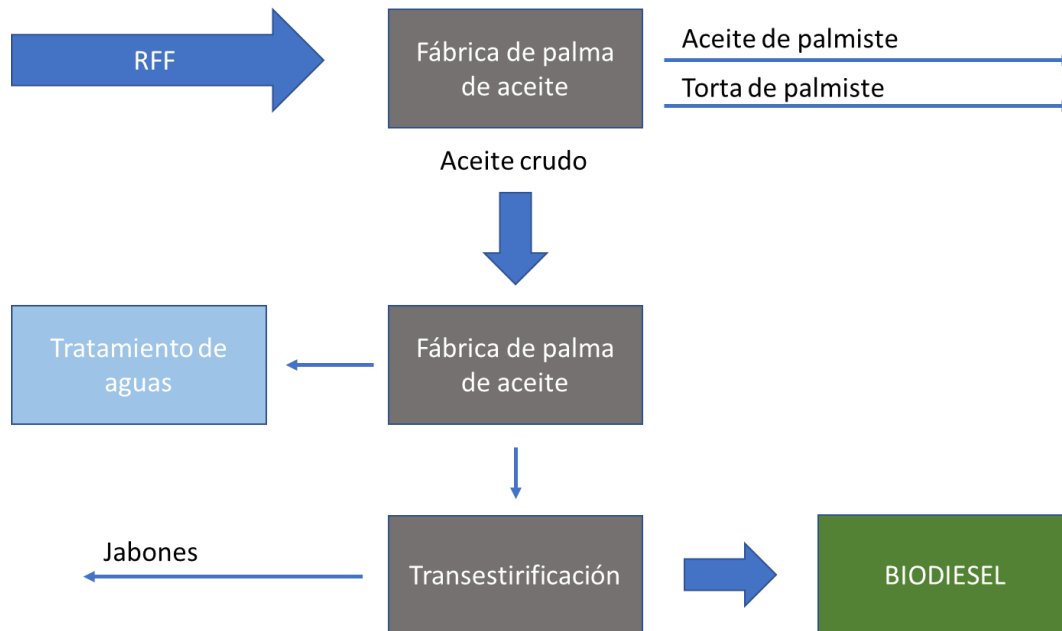 RFF
Fábrica de palma
de aceite
Aceite de palmiste
Torta de palmiste
Aceite crudo
Tratamiento de
aguas
Fábrica de palma
de aceite
Jabones
Transestirificación
BIODIESEL